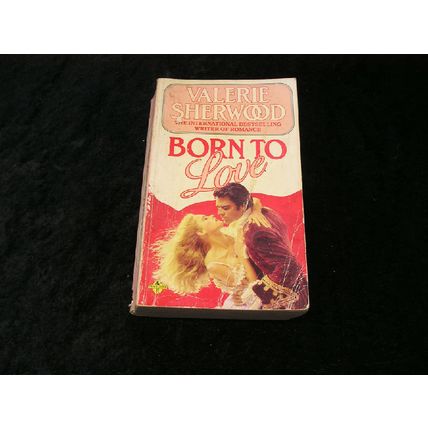 VALERIE
SHERWOOD
THE INTERNATIONAL BESTSELLING
WRITER OF ROMANCE
BORN TO
Love